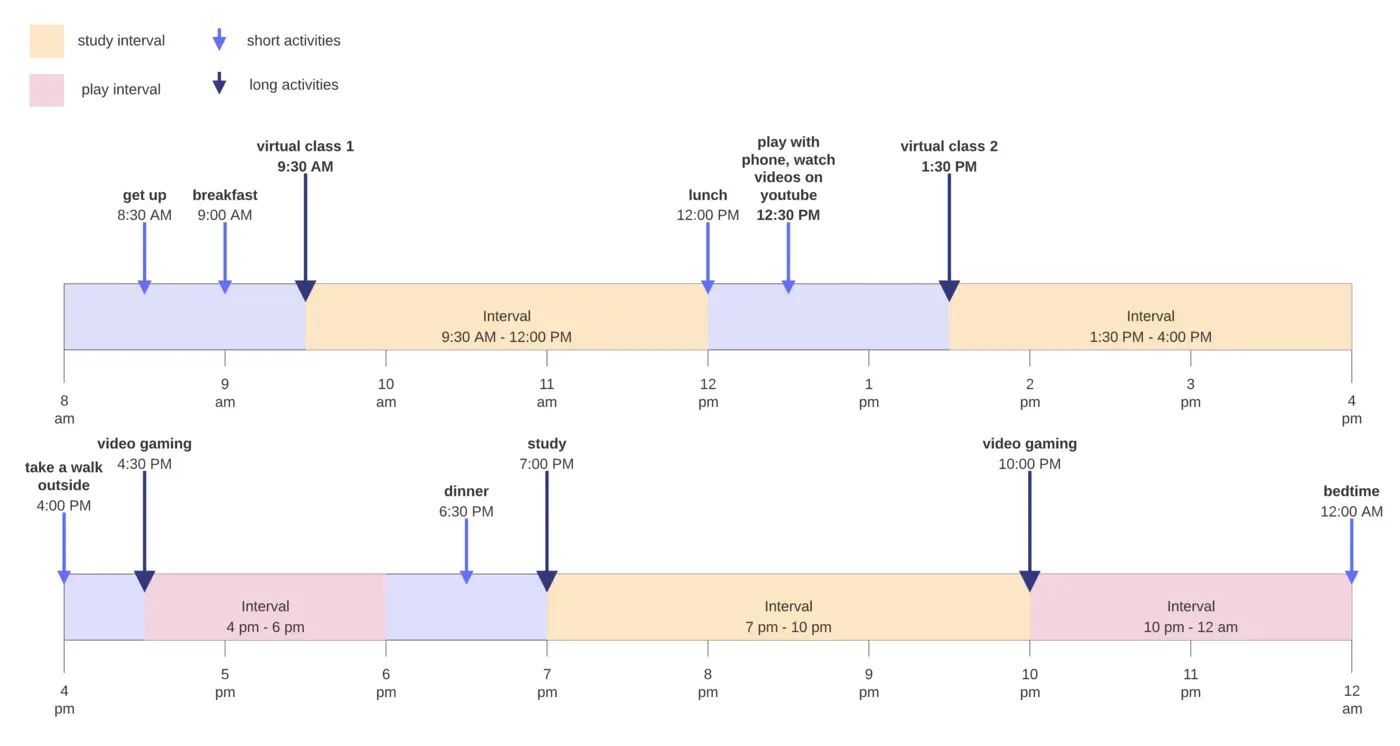 study interval
short activities
play interval
long activities
virtual class 1
9:30 AM
get up
8:30 AM
breakfast
9:00 AM
lunch
12:00 PM
play with
phone, watch
videos on
youtube
12:30 PM
virtual class 2
1:30 PM
Interval
9:30 AM - 12:00 PM
Interval
1:30 PM - 4:00 PM
8
am
9
am
10
am
11
am
12
pm
1
pm
2
pm
3
pm
4
pm
take a walk
outside
4:00 PM
video gaming
4:30 PM
dinner
6:30 PM
study
7:00 PM
video gaming
10:00 PM
bedtime
12:00 AM
Interval
4 pm - 6 pm
Interval
7 pm - 10 pm
Interval
10 pm - 12 am
4
pm
5
pm
6
pm
7
pm
8
pm
9
pm
10
pm
11
pm
12
am